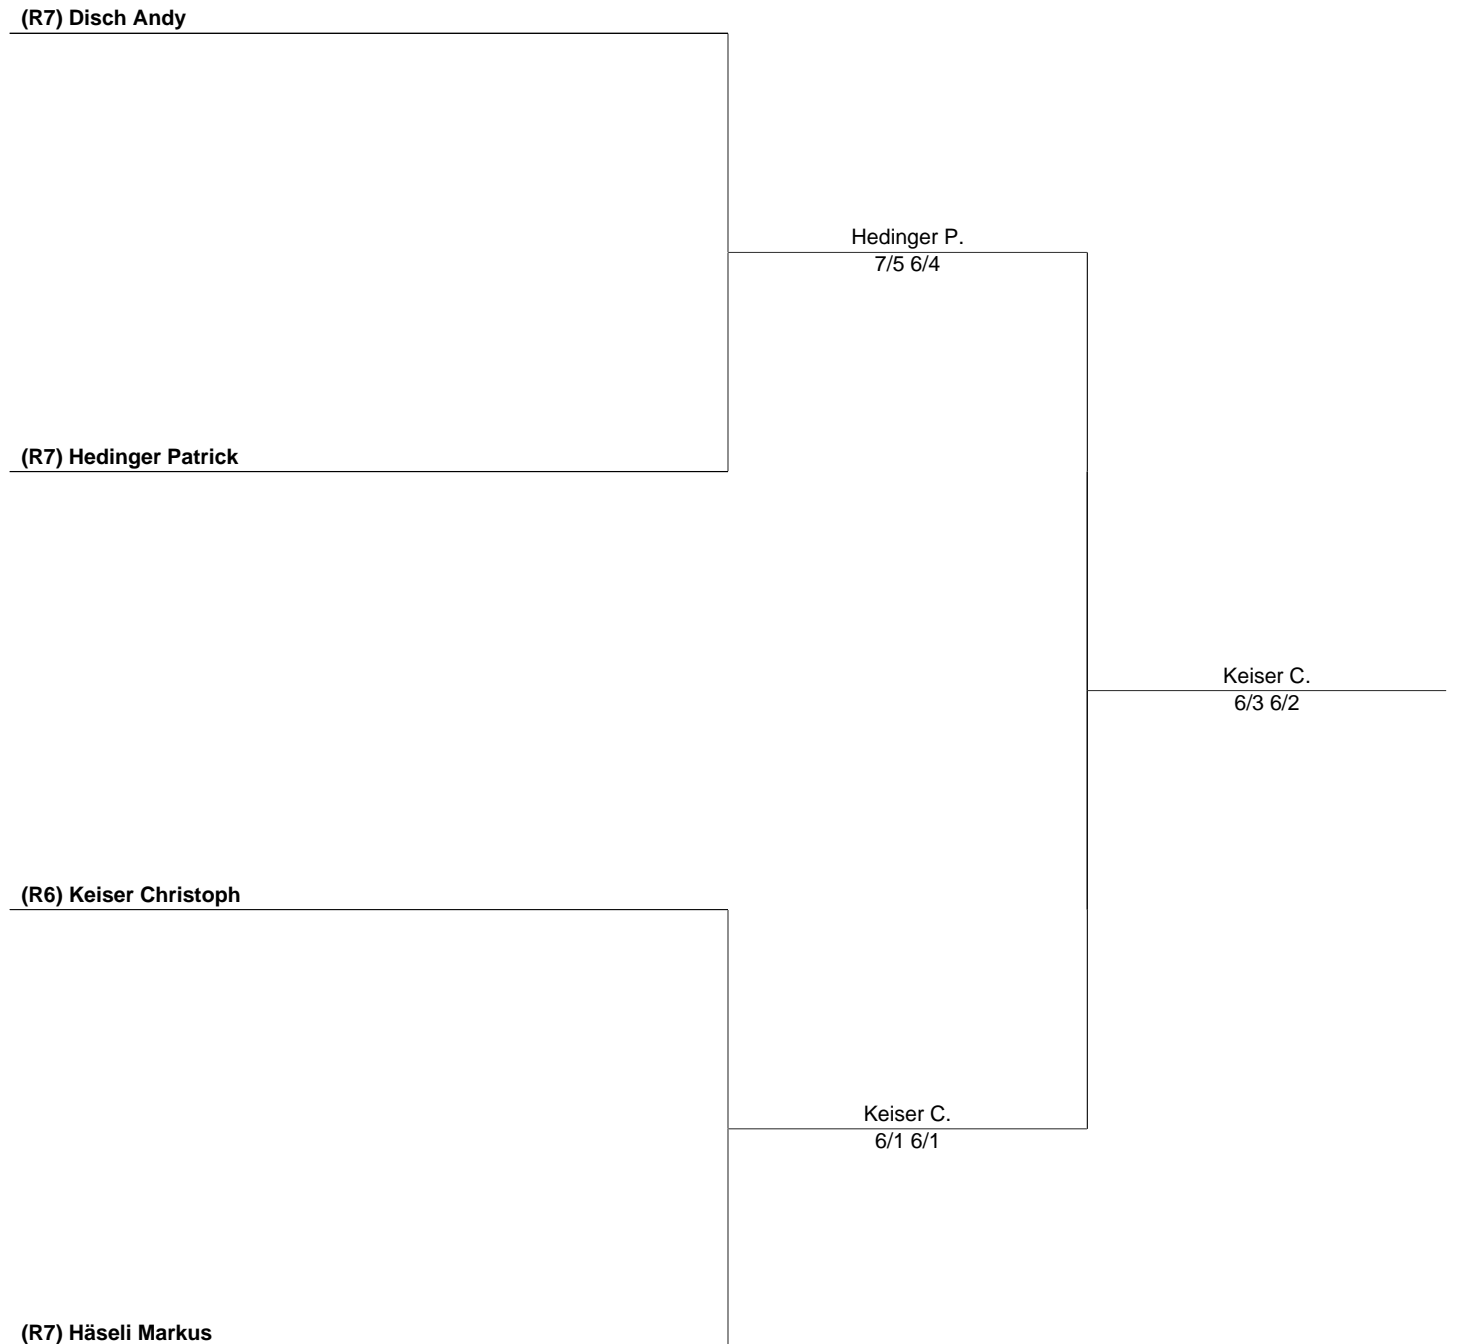 (R7) Disch Andy
Hedinger P.
7/5 6/4
(R7) Hedinger Patrick
Keiser C.
6/3 6/2
(R6) Keiser Christoph
Keiser C.
6/1 6/1
(R7) Häseli Markus